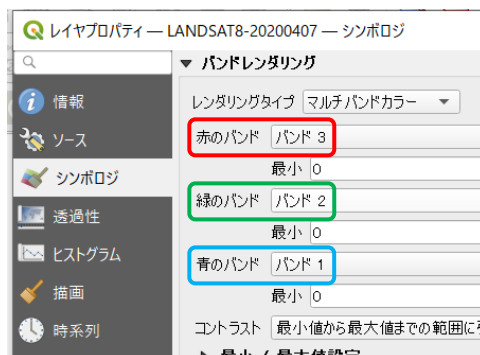 レイヤプロパティ — LANDSAT8-20200407 — シンボロジ
情報
ソース
シンボロジ
透過性
ヒストグラム
描画
時系列
▼ バンドレンダリング
レンダリングタイプ マルチバンドカラー
赤のバンド バンド 3
最小 0
緑のバンド バンド 2
最小 0
青のバンド バンド 1
最小 0
コントラスト 最小値から最大値までの範囲に